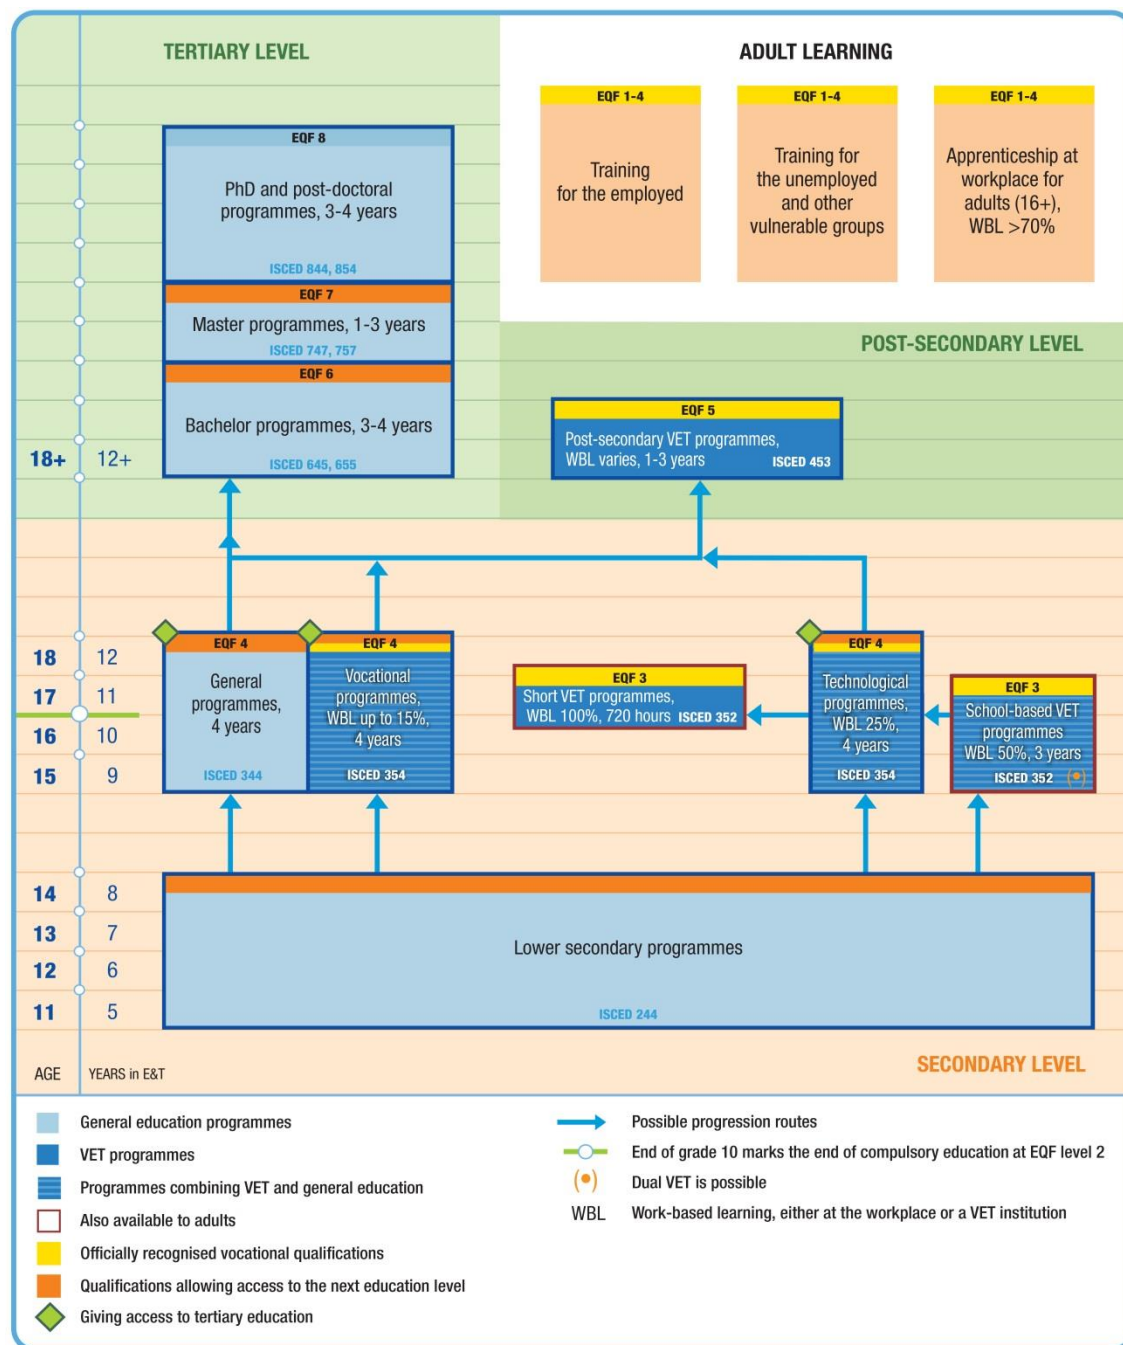 TERTIARY LEVEL
ADULT LEARNING
EQF 1-4
Training
for the employed
EQF 1-4
Training for
the unemployed
and other
vulnerable groups
EQF 1-4
Apprenticeship at
workplace for
adults (16+),
WBL >70%
EQF 8
PhD and post-doctoral
programmes, 3-4 years
ISCED 844, 854
EQF 7
Master programmes, 1-3 years
ISCED 747, 757
EQF 6
Bachelor programmes, 3-4 years
ISCED 645, 655
POST-SECONDARY LEVEL
EQF 5
Post-secondary VET programmes,
WBL varies, 1-3 years ISCED 453
18+ 12+
18 12
17 11
16 10
15 9
EQF 4
General
programmes,
4 years
ISCED 344
EQF 4
Vocational
programmes,
WBL up to 15%,
4 years
ISCED 354
EQF 3
Short VET programmes,
WBL 100%, 720 hours ISCED 352
EQF 4
Technological
programmes,
WBL 25%,
4 years
ISCED 354
EQF 3
School-based VET
programmes
WBL 50%, 3 years
ISCED 352
14 8
13 7
12 6
11 5
Lower secondary programmes
ISCED 244
AGE YEARS in E&T
SECONDARY LEVEL
General education programmes
VET programmes
Programmes combining VET and general education
Also available to adults
Officially recognised vocational qualifications
Qualifications allowing access to the next education level
Giving access to tertiary education
Possible progression routes
End of grade 10 marks the end of compulsory education at EQF level 2
Dual VET is possible
WBL Work-based learning, either at the workplace or a VET institution